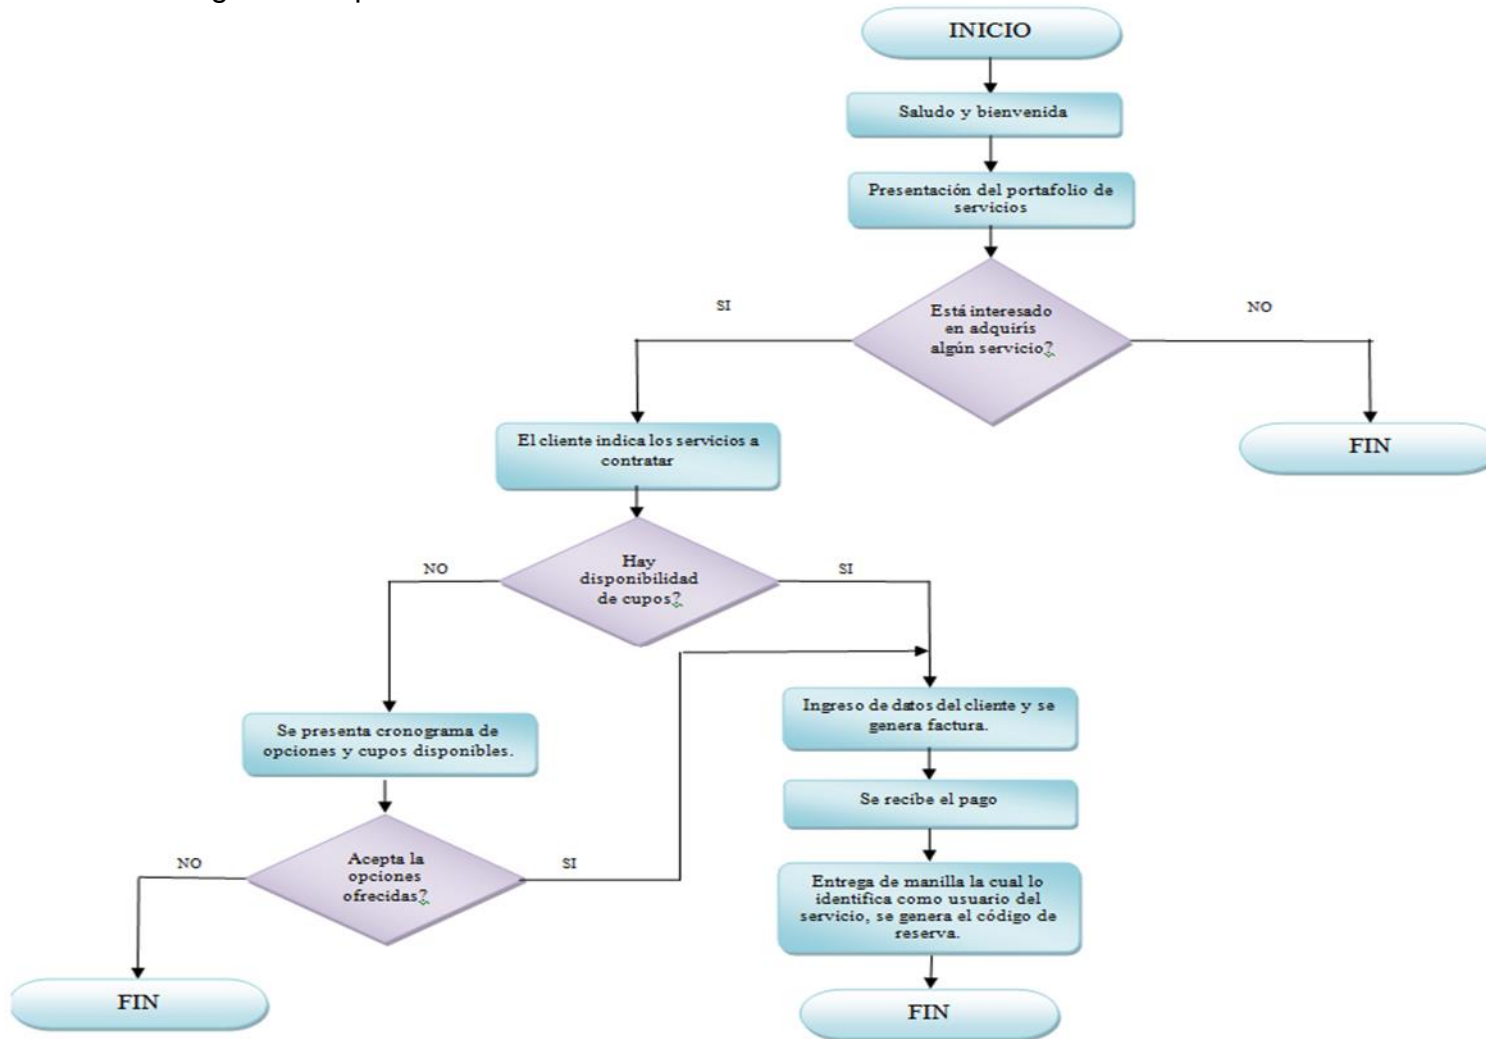 INICIO
Saludo y bienvenida
Presentación del portafolio de
servicios
Está interesado
en adquirís
algún servicio?
SI
NO
El cliente indica los servicios a
contratar
FIN
Hay
disponibilidad
de cupos?
NO
SI
Se presenta cronograma de
opciones y cupos disponibles.
Ingreso de datos del cliente y se
genera factura.
Se recibe el pago
Acepta la
opciones
ofrecidas?
NO
SI
Entrega de manilla la cual lo
identifica como usuario del
servicio, se genera el código de
reserva.
FIN
FIN